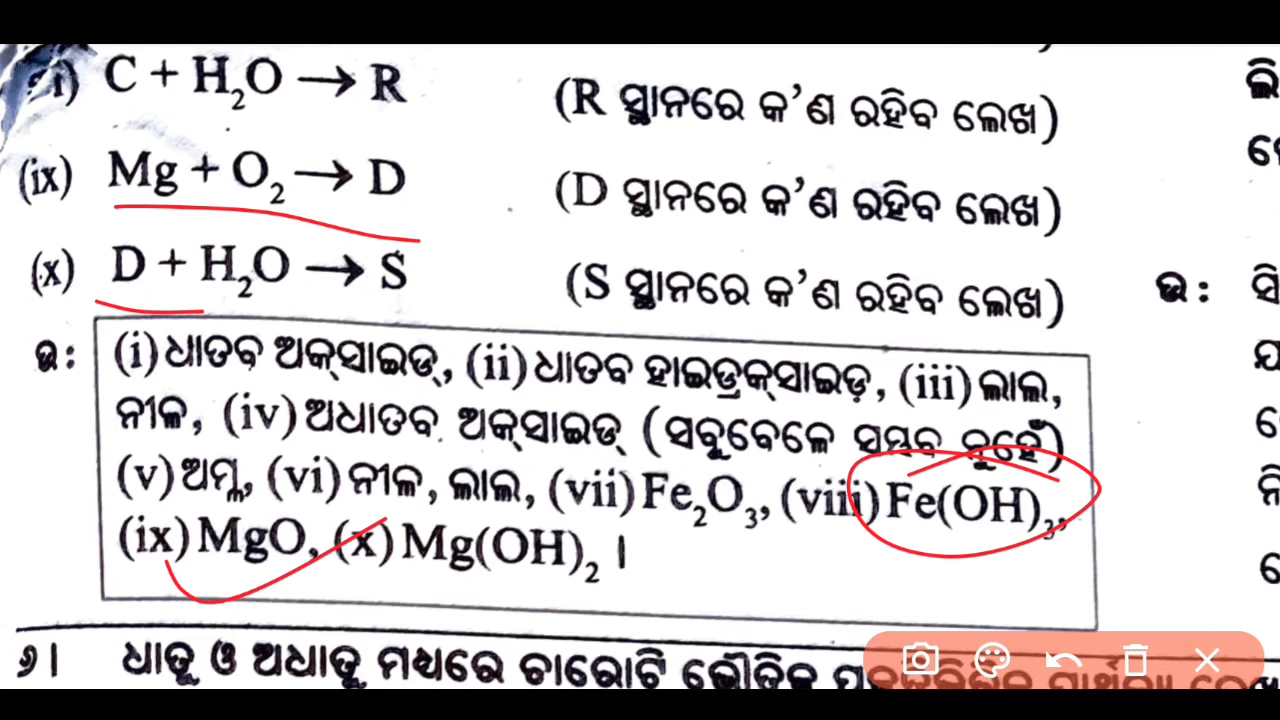 C + H₂O → R (R ସ୍ଥାନରେ କ'ଣ ରହିବ ଲେଖ)
(ix) Mg + O₂ → D (D ସ୍ଥାନରେ କ'ଣ ରହିବ ଲେଖ)
(x) D + H₂O → S (S ସ୍ଥାନରେ କ'ଣ ରହିବ ଲେଖ)
ଉ: (i) ଧାତବ ଅକ୍‌ସାଇଡ୍, (ii) ଧାତବ ହାଇଡ୍ରକ୍‌ସାଇଡ଼, (iii) ଲାଲ,
ନୀଳ, (iv) ଅଧାତବ ଅକ୍‌ସାଇଡ୍ (ସବୁବେଳେ ସମ୍ଭବ ନୁହେଁ)
(v) ଅମ୍ଳ, (vi) ନୀଳ, ଲାଲ, (vii) Fe₂O₃, (viii) Fe(OH)₃,
(ix) MgO, (x) Mg(OH)₂ ।
୬। ଧାତୁ ଓ ଅଧାତୁ ମଧ୍ୟରେ ଚାରୋଟି ଭୌତିକ
ଉ: